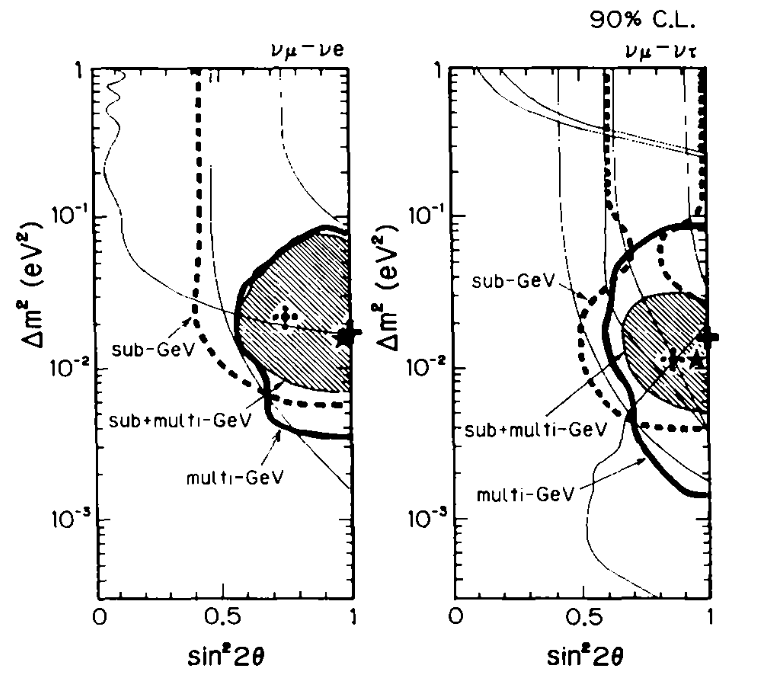 90% C.L.
νμ−νe
νμ−ντ
1
10⁻¹
10⁻²
10⁻³
Δm² (eV²)
sub-GeV
sub+multi-GeV
multi-GeV
0
0.5
1
sin²2θ
1
10⁻¹
10⁻²
10⁻³
Δm² (eV²)
sub-GeV
sub+multi-GeV
multi-GeV
0
0.5
1
sin²2θ